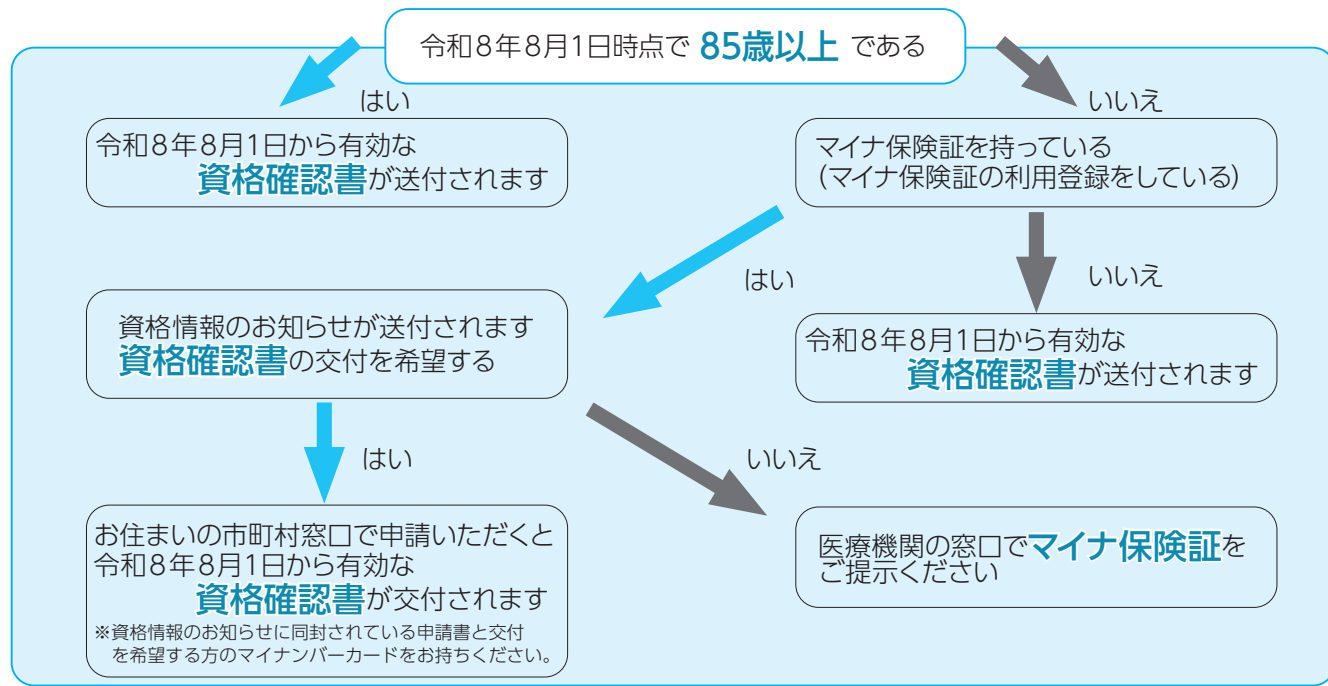 令和8年8月1日時点で 85歳以上 である
はい
いいえ
令和8年8月1日から有効な
資格確認書が送付されます
マイナ保険証を持っている
(マイナ保険証の利用登録をしている)
はい
いいえ
資格情報のお知らせが送付されます
資格確認書の交付を希望する
令和8年8月1日から有効な
資格確認書が送付されます
はい
いいえ
お住まいの市町村窓口で申請いただくと
令和8年8月1日から有効な
資格確認書が交付されます
※資格情報のお知らせに同封されている申請書と交付
を希望する方のマイナンバーカードをお持ちください。
医療機関の窓口でマイナ保険証を
ご提示ください